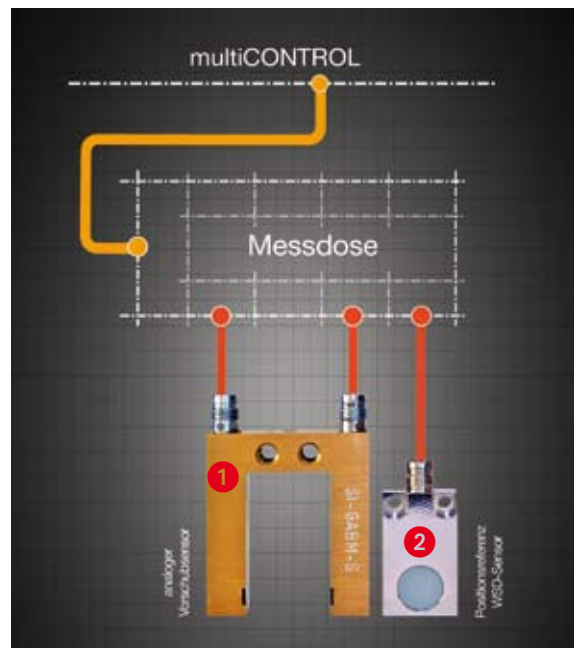 multiCONTROL
Messdose
1
SI-GABM-S
2
analoger
Vorschubsensor
Positionsreferenz
WSD-Sensor